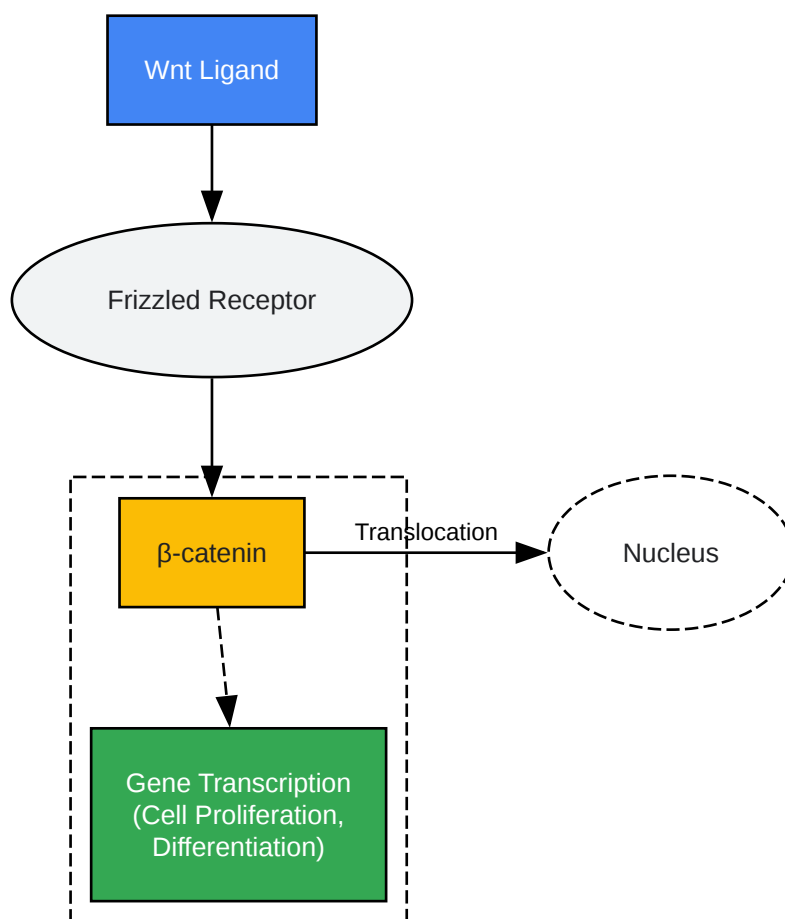 Wnt Ligand
Frizzled Receptor
β-catenin
Translocation
Nucleus
Gene Transcription
(Cell Proliferation,
Differentiation)